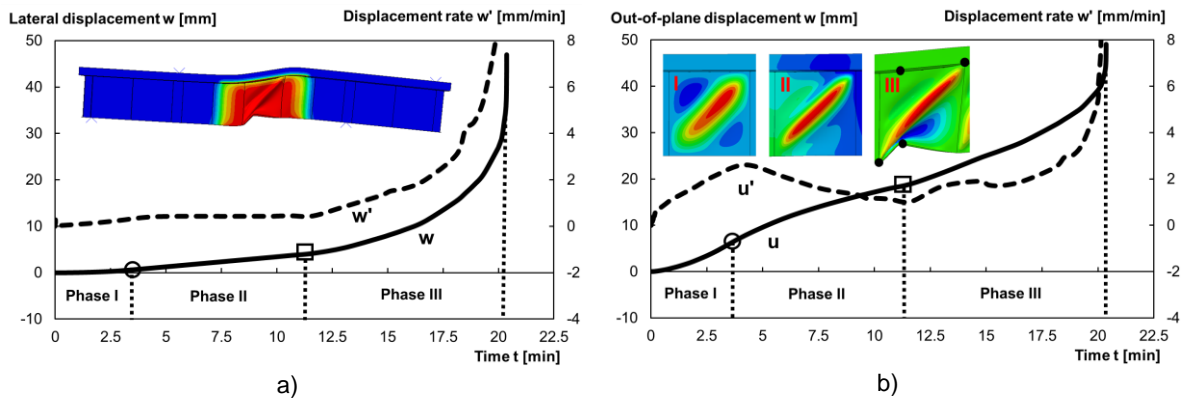 Lateral displacement w [mm] Displacement rate w' [mm/min]
50 8
40 6
30 4
20 2
w'
w
10 0
0 -2
Phase I Phase II Phase III
-10 -4
0 2.5 5 7.5 10 12.5 15 17.5 20 22.5
Time t [min]
a)
Out-of-plane displacement w [mm] Displacement rate w' [mm/min]
50 8
I II III
40 6
30 4
20 2
u'
u
10 0
0 -2
Phase I Phase II Phase III
-10 -4
0 2.5 5 7.5 10 12.5 15 17.5 20 22.5
Time t [min]
b)